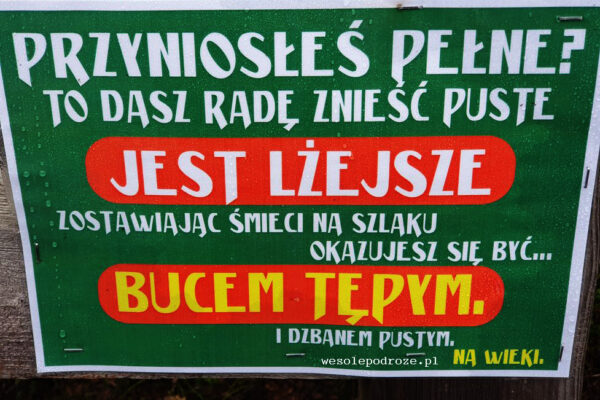 PRZYNIOSŁEŚ PEŁNE?
TO DASZ RADĘ ZNIEŚĆ PUSTE
JEST LŻEJSZE
ZOSTAWIAJĄC ŚMIECI NA SZLAKU
OKAZUJESZ SIĘ BYĆ...
BUCEM TĘPYM.
I DZBANEM PUSTYM.
wesolepodroze.pl
NA WIEKI.